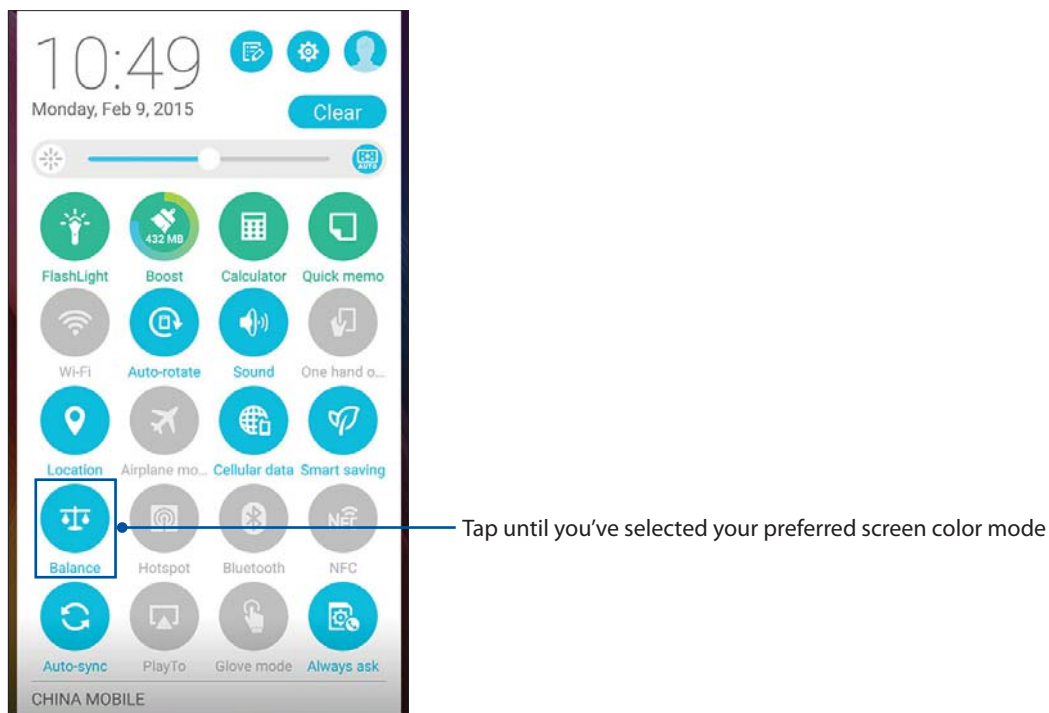 10:49
Monday, Feb 9, 2015
Clear
AUTO
432 MB
FlashLight Boost Calculator Quick memo
Wi-Fi Auto-rotate Sound One hand o...
Location Airplane mo... Cellular data Smart saving
NFC
Tap until you've selected your preferred screen color mode
Balance Hotspot Bluetooth NFC
Auto-sync PlayTo Glove mode Always ask
CHINA MOBILE